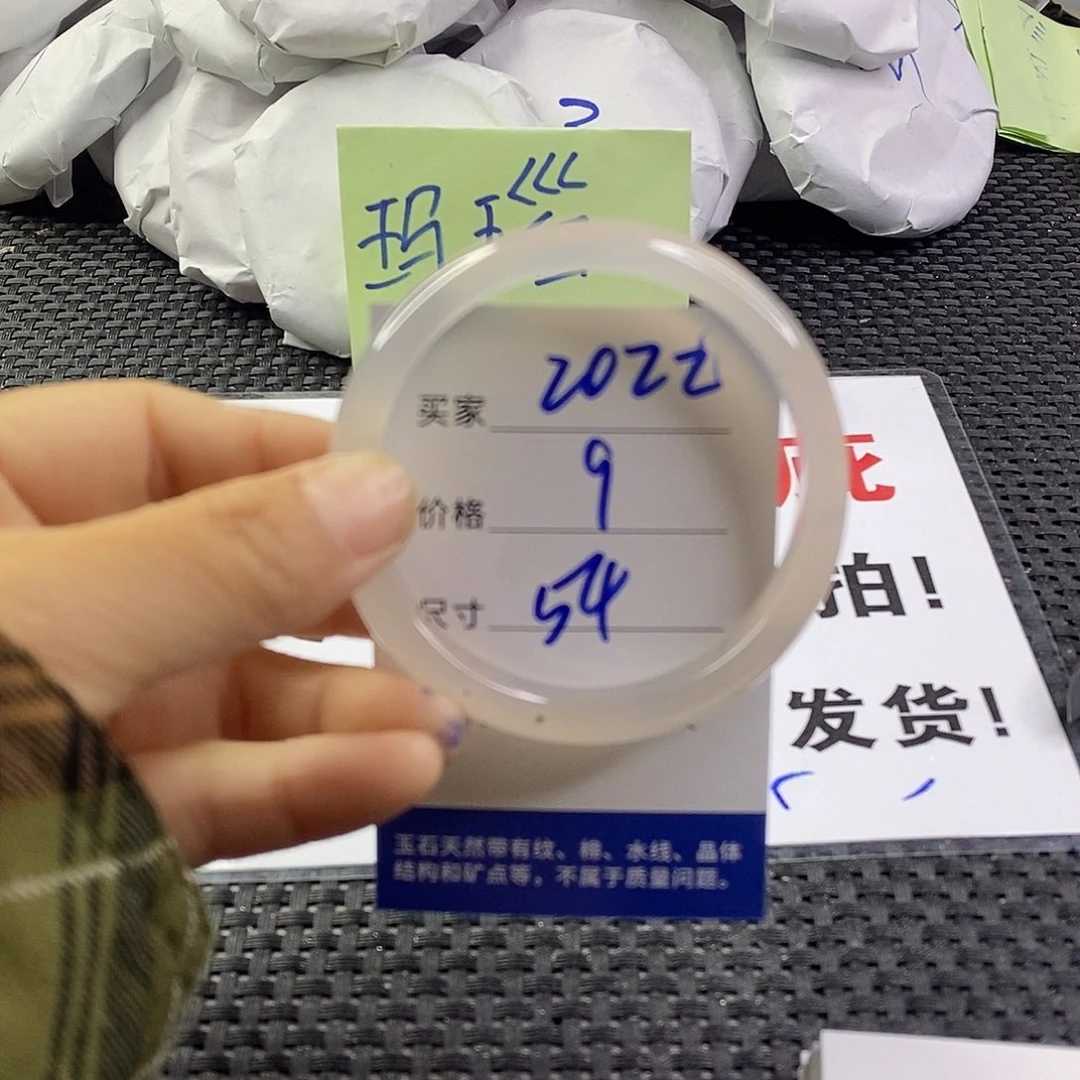 玛瑙
买家 2022
价格 9
尺寸 54
拍！
发货！
玉石天然带有纹、棉、水线、晶体
结构和矿点等，不属于质量问题。